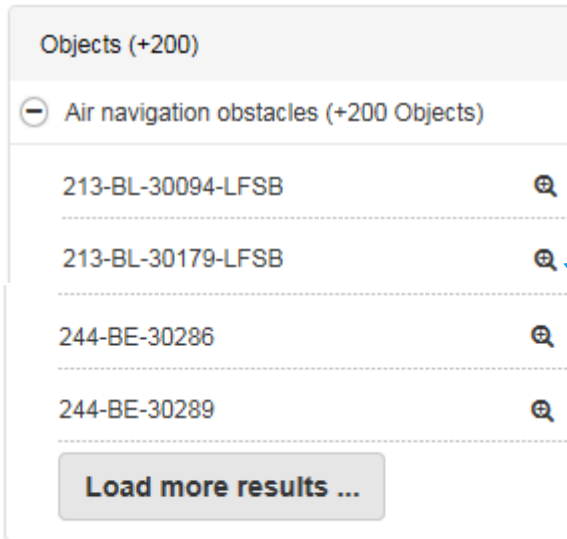 Objects (+200)
Air navigation obstacles (+200 Objects)
213-BL-30094-LFSB
213-BL-30179-LFSB
244-BE-30286
244-BE-30289
Load more results ...